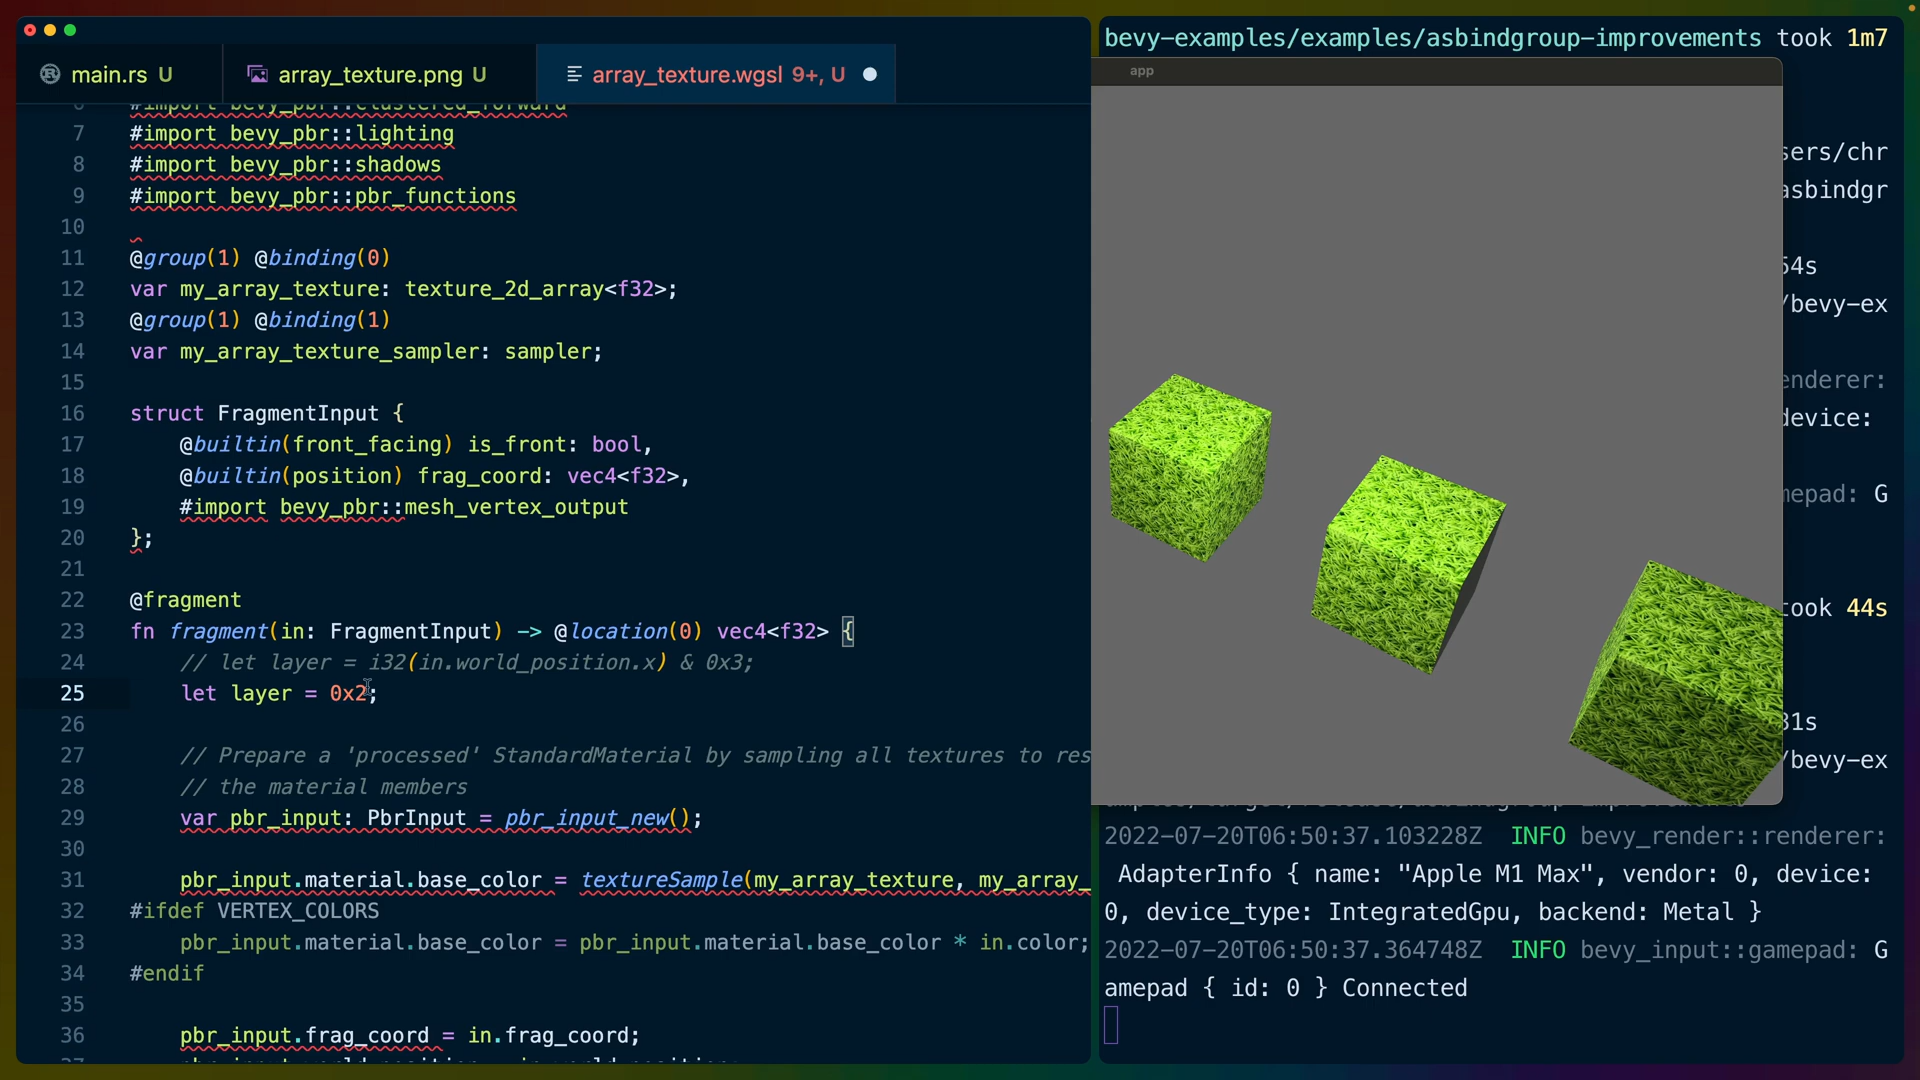 main.rs U
array_texture.png U
array_texture.wgsl 9+, U
#import bevy_pbr::clustered_forward
7 #import bevy_pbr::lighting
8 #import bevy_pbr::shadows
9 #import bevy_pbr::pbr_functions
10
11 @group(1) @binding(0)
12 var my_array_texture: texture_2d_array<f32>;
13 @group(1) @binding(1)
14 var my_array_texture_sampler: sampler;
15
16 struct FragmentInput {
17 @builtin(front_facing) is_front: bool,
18 @builtin(position) frag_coord: vec4<f32>,
19 #import bevy_pbr::mesh_vertex_output
20 };
21
22 @fragment
23 fn fragment(in: FragmentInput) -> @location(0) vec4<f32> {
24 // let layer = i32(in.world_position.x) & 0x3;
25 let layer = 0x2;
26
27 // Prepare a 'processed' StandardMaterial by sampling all textures to res
28 // the material members
29 var pbr_input: PbrInput = pbr_input_new();
30
31 pbr_input.material.base_color = textureSample(my_array_texture, my_array_
32 #ifdef VERTEX_COLORS
33 pbr_input.material.base_color = pbr_input.material.base_color * in.color;
34 #endif
35
36 pbr_input.frag_coord = in.frag_coord;
bevy-examples/examples/asbindgroup-improvements took 1m7
app
sers/chr
asbindgr
54s
/bevy-ex
enderer:
device:
mepad: G
took 44s
31s
/bevy-ex
2022-07-20T06:50:37.103228Z INFO bevy_render::renderer:
AdapterInfo { name: "Apple M1 Max", vendor: 0, device:
0, device_type: IntegratedGpu, backend: Metal }
2022-07-20T06:50:37.364748Z INFO bevy_input::gamepad: G
amepad { id: 0 } Connected